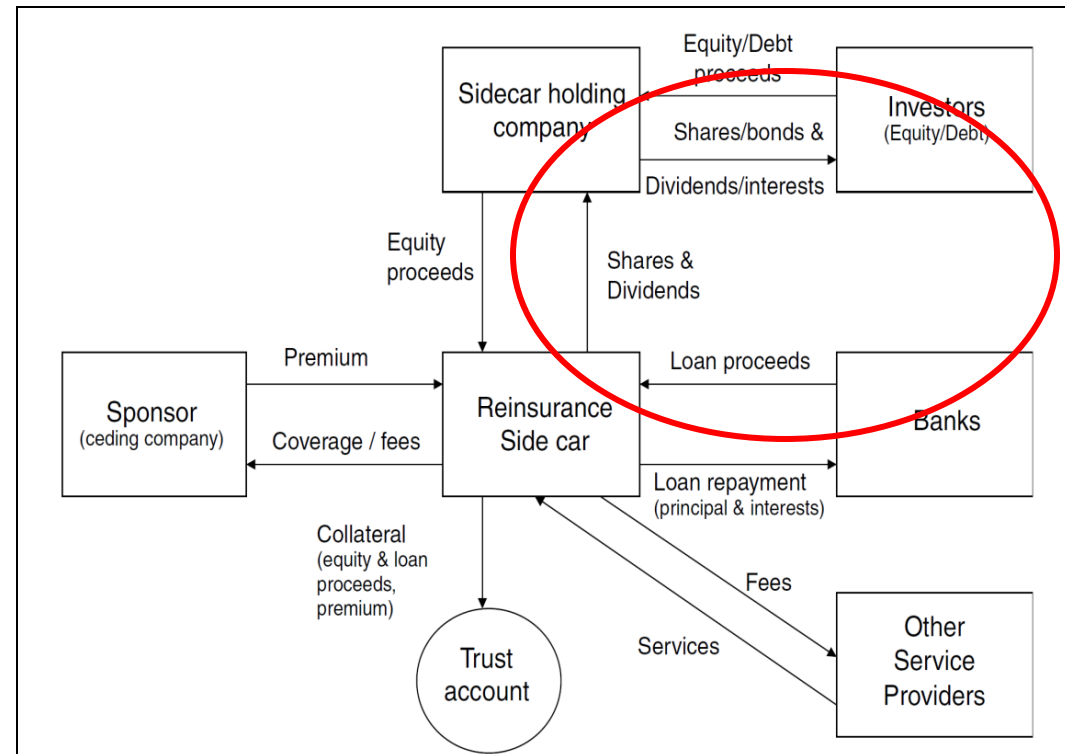 Equity/Debt
proceeds
Sidecar holding
company
Investors
(Equity/Debt)
Shares/bonds &
Dividends/interests
Equity
proceeds
Shares &
Dividends
Premium
Loan proceeds
Sponsor
(ceding company)
Reinsurance
Side car
Banks
Coverage / fees
Loan repayment
(principal & interests)
Collateral
(equity & loan
proceeds,
premium)
Fees
Services
Trust
account
Other
Service
Providers